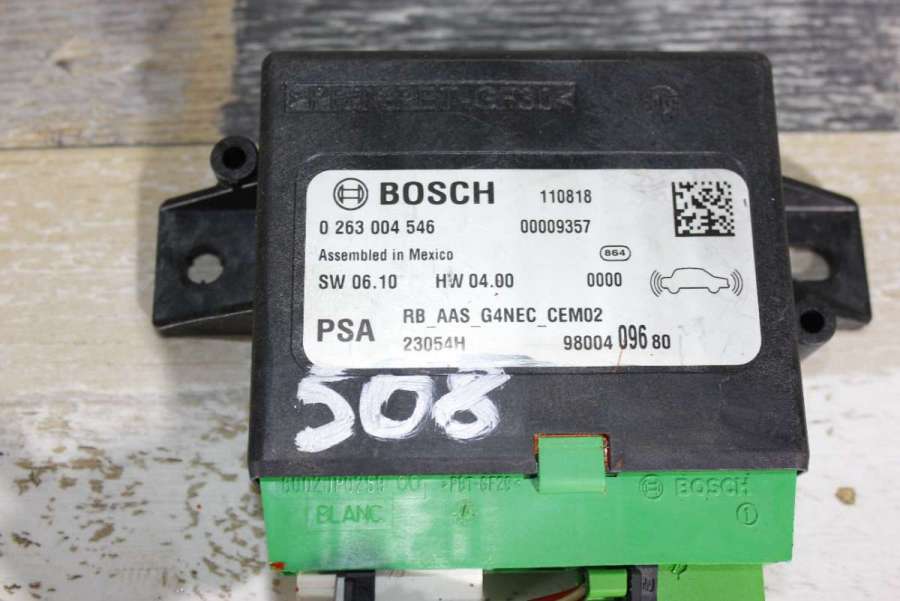 BOSCH 110818
0 263 004 546 00009357
Assembled in Mexico 864
SW 06.10 HW 04.00 0000
PSA RB_AAS_G4NEC_CEM02
23054H 98004 096 80
508
BOSCH
BLANC A 1